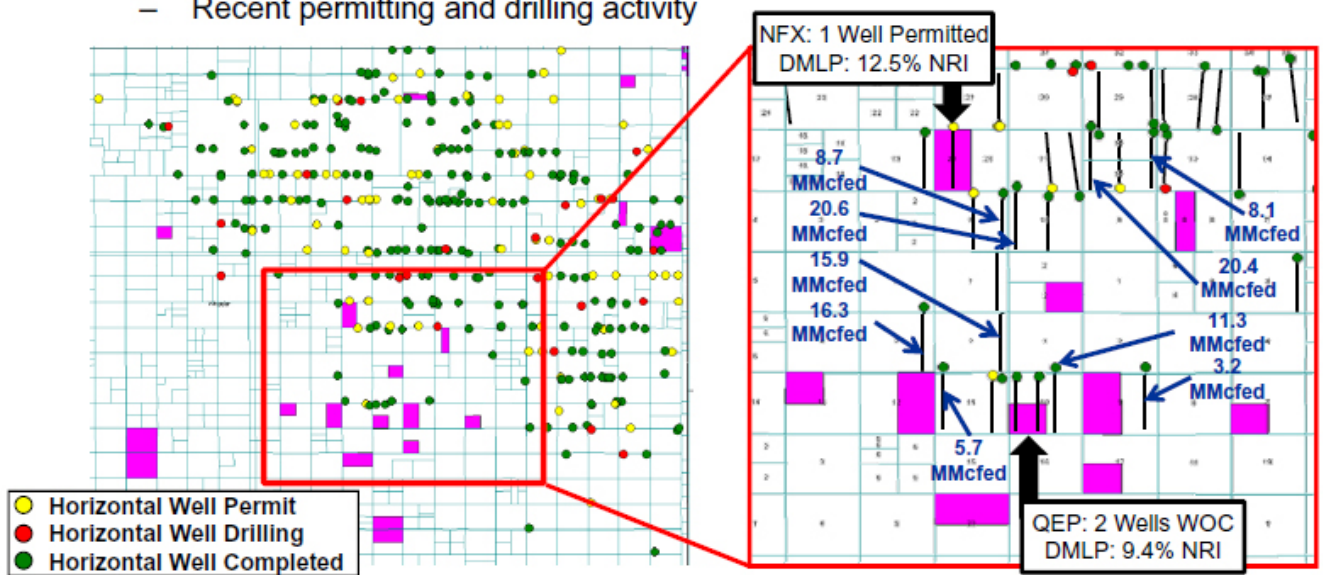 – Recent permitting and drilling activity
NFX: 1 Well Permitted
DMLP: 12.5% NRI
8.7
MMcfed
20.6
MMcfed
15.9
MMcfed
16.3
MMcfed
8.1
MMcfed
20.4
MMcfed
11.3
MMcfed
3.2
MMcfed
5.7
MMcfed
QEP: 2 Wells WOC
DMLP: 9.4% NRI
Horizontal Well Permit
Horizontal Well Drilling
Horizontal Well Completed